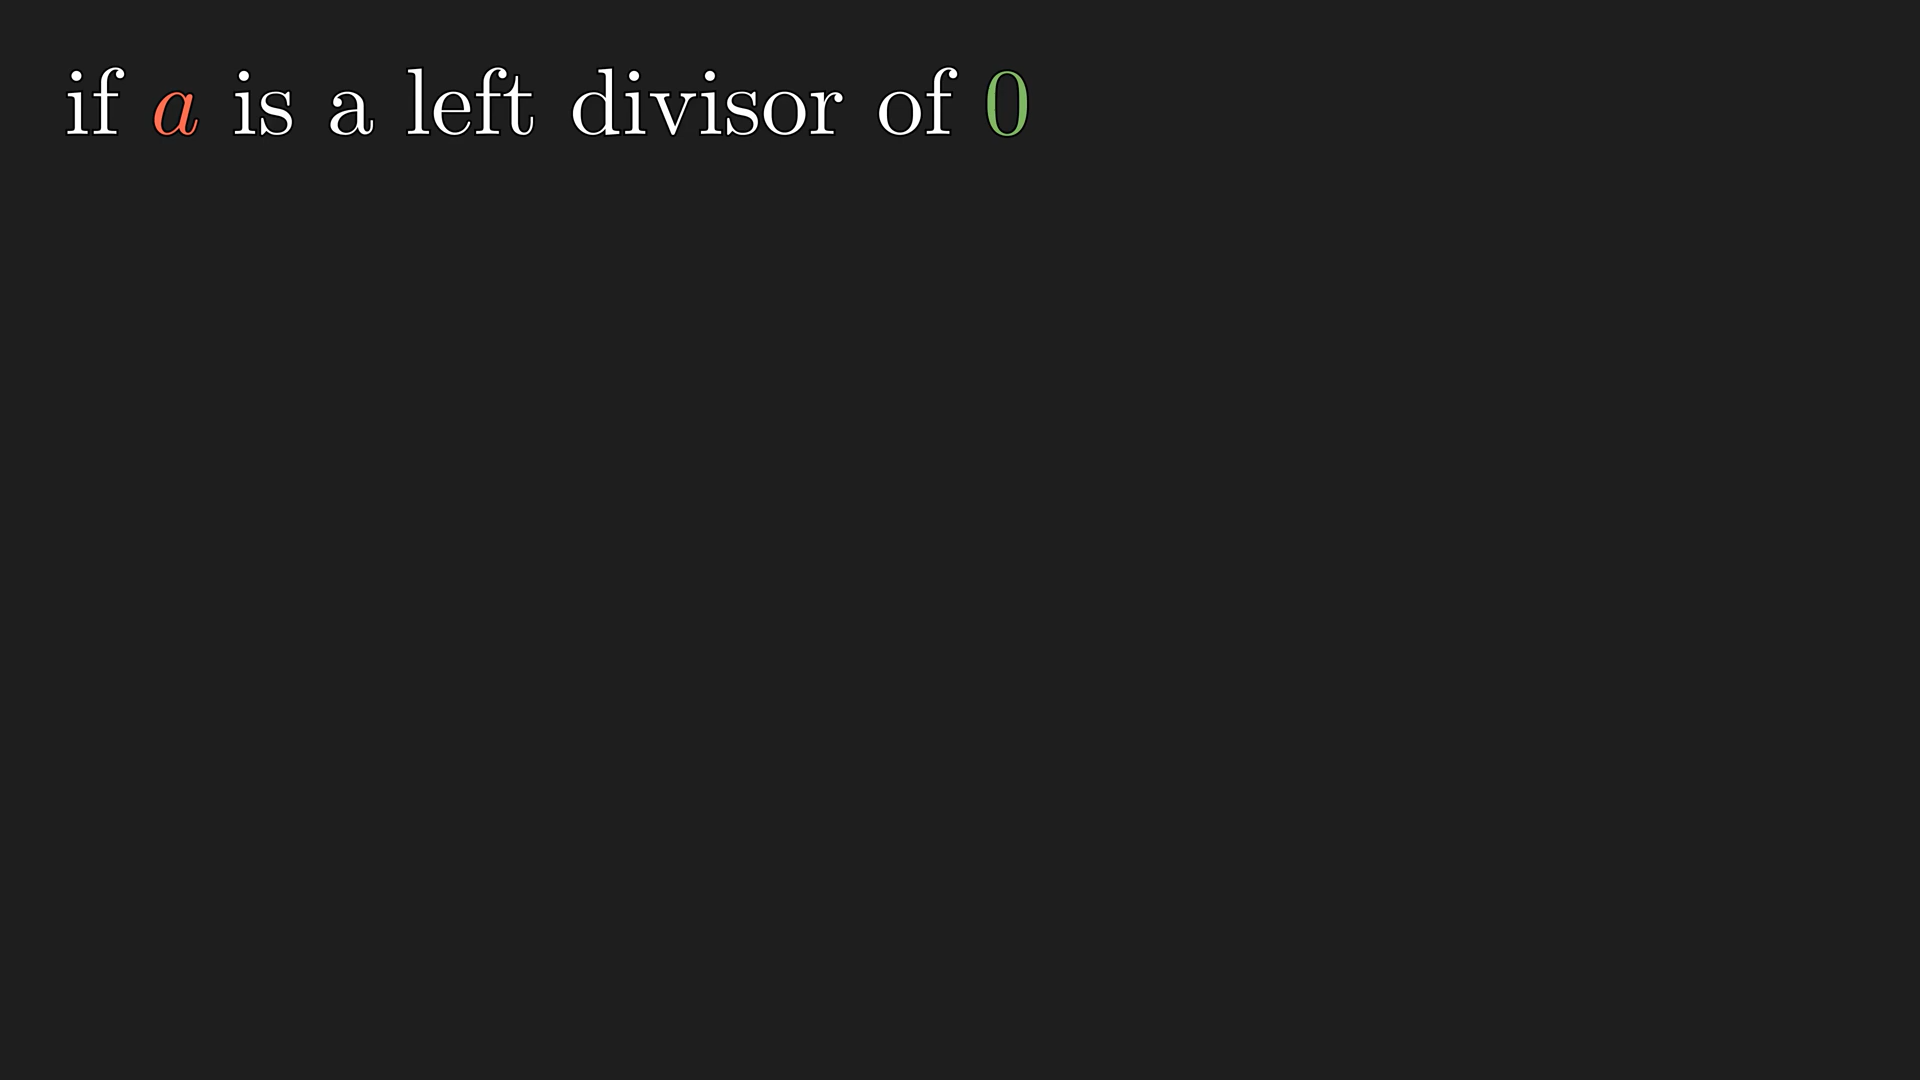 if a is a left divisor of 0